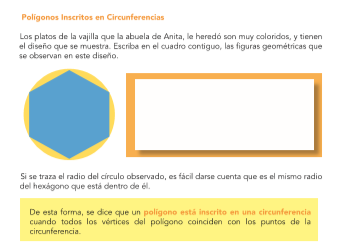 Polígonos Inscritos en Circunferencias
Los platos de la vajilla que la abuela de Anita, le heredó son muy coloridos, y tienen
el diseño que se muestra. Escriba en el cuadro contiguo, las figuras geométricas que
se observan en este diseño.
Si se traza el radio del círculo observado, es fácil darse cuenta que es el mismo radio
del hexágono que está dentro de él.
De esta forma, se dice que un polígono está inscrito en una circunferencia
cuando todos los vértices del polígono coinciden con los puntos de la
circunferencia.